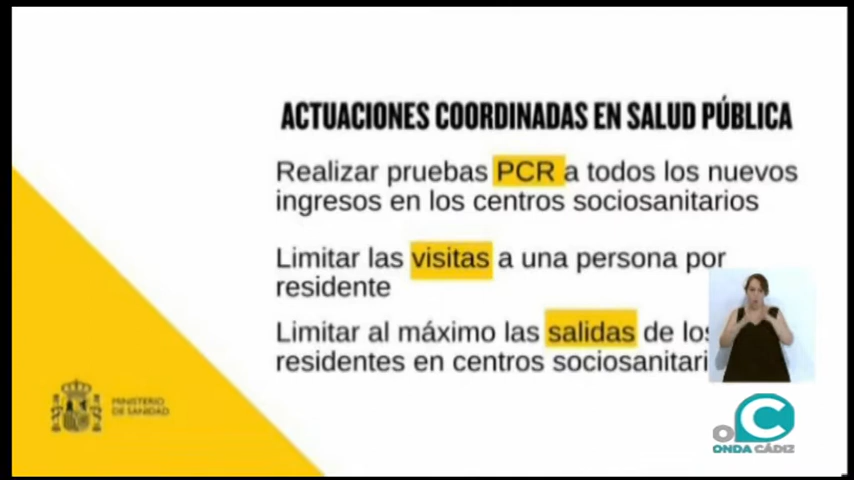 ACTUACIONES COORDINADAS EN SALUD PÚBLICA
Realizar pruebas PCR a todos los nuevos
ingresos en los centros sociosanitarios
Limitar las visitas a una persona por
residente
Limitar al máximo las salidas de los
residentes en centros sociosanitari
MINISTERIO
DE SANIDAD
ONDA CÁDIZ